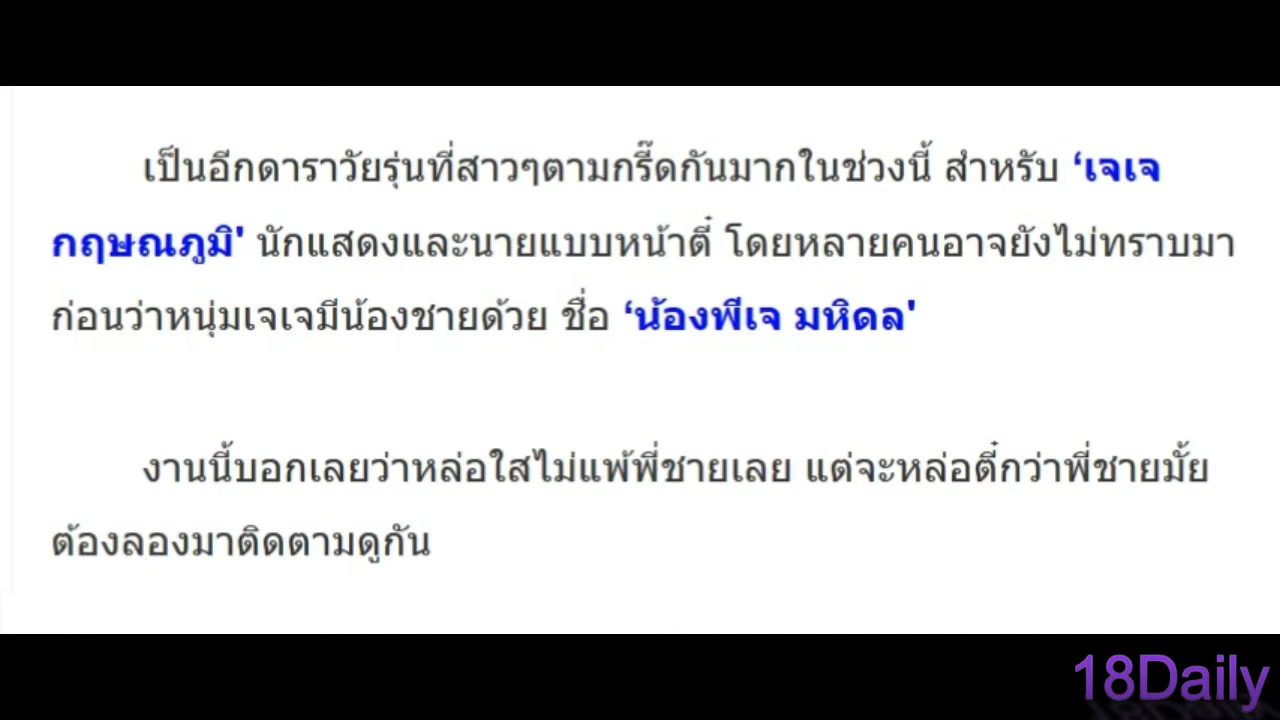 เป็นอีกดาราวัยรุ่นที่สาวๆตามกรี๊ดกันมากในช่วงนี้ สำหรับ ‘เจเจ
กฤษณภูมิ' นักแสดงและนายแบบหน้าตี๋ โดยหลายคนอาจยังไม่ทราบมา
ก่อนว่าหนุ่มเจเจมีน้องชายด้วย ชื่อ ‘น้องพีเจ มหิดล'
งานนี้บอกเลยว่าหล่อใสไม่แพ้พี่ชายเลย แต่จะหล่อตี๋กว่าพี่ชายมั้ย
ต้องลองมาติดตามดูกัน
18Daily